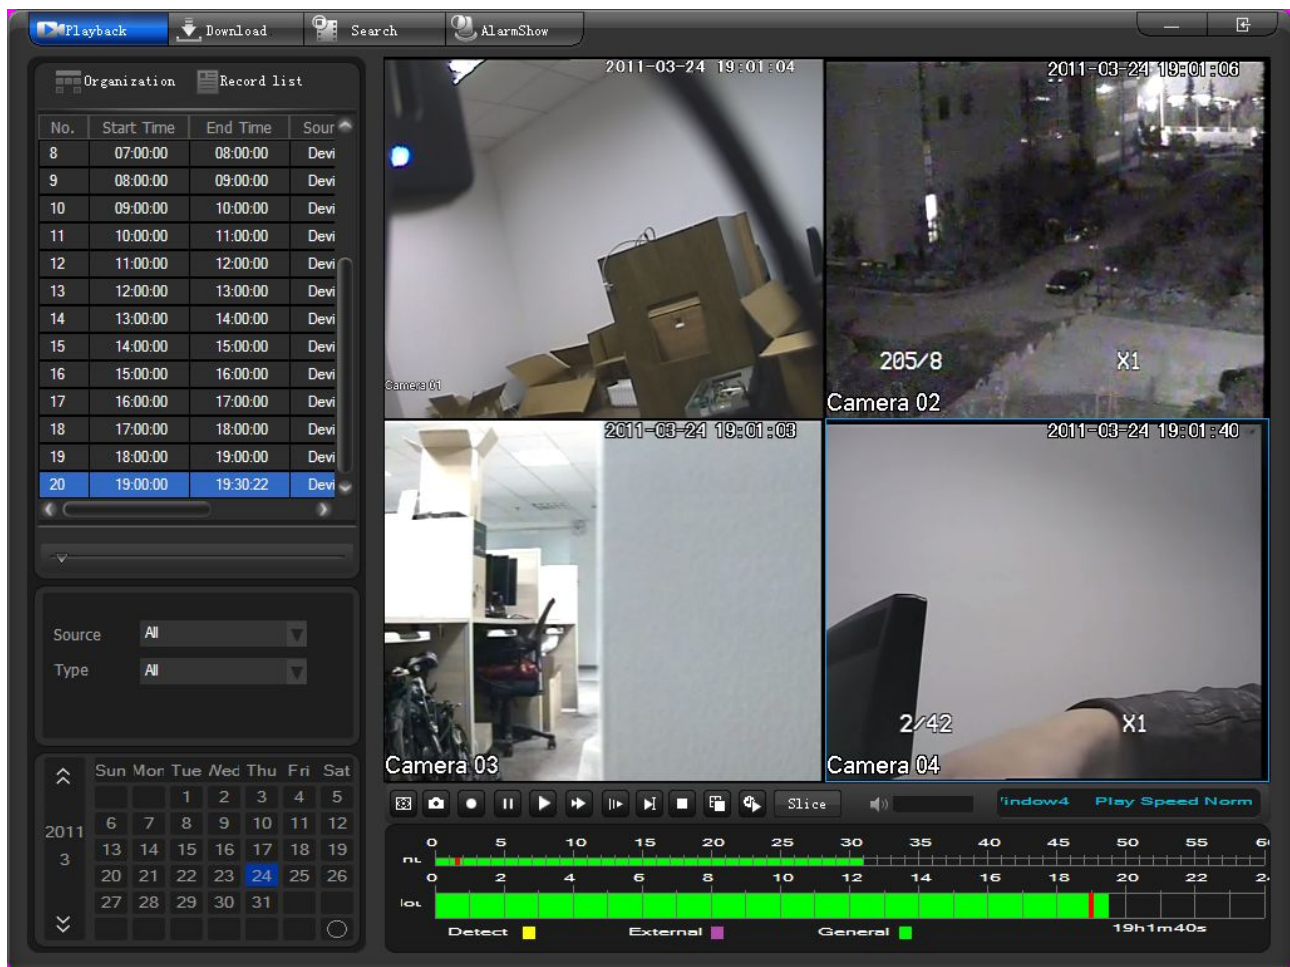 Playback Download Search AlarmShow
Organization Record list
No. Start Time End Time Sour
8 07:00:00 08:00:00 Devi
9 08:00:00 09:00:00 Devi
10 09:00:00 10:00:00 Devi
11 10:00:00 11:00:00 Devi
12 11:00:00 12:00:00 Devi
13 12:00:00 13:00:00 Devi
14 13:00:00 14:00:00 Devi
15 14:00:00 15:00:00 Devi
16 15:00:00 16:00:00 Devi
17 16:00:00 17:00:00 Devi
18 17:00:00 18:00:00 Devi
19 18:00:00 19:00:00 Devi
20 19:00:00 19:30:22 Devi
Source All
Type All
Sun Mon Tue Wed Thu Fri Sat
1 2 3 4 5
2011 6 7 8 9 10 11 12
3 13 14 15 16 17 18 19
20 21 22 23 24 25 26
27 28 29 30 31
2011-03-24 19:01:04
Camera 01
2011-03-24 19:01:06
205/8 X1
Camera 02
2011-03-24 19:01:03
Camera 03
2011-03-24 19:01:40
2/42 X1
Camera 04
Slice
indow4 Play Speed Norm
0 5 10 15 20 25 30 35 40 45 50 55
0 2 4 6 8 10 12 14 16 18 20 22
Detect External General 19h1m40s